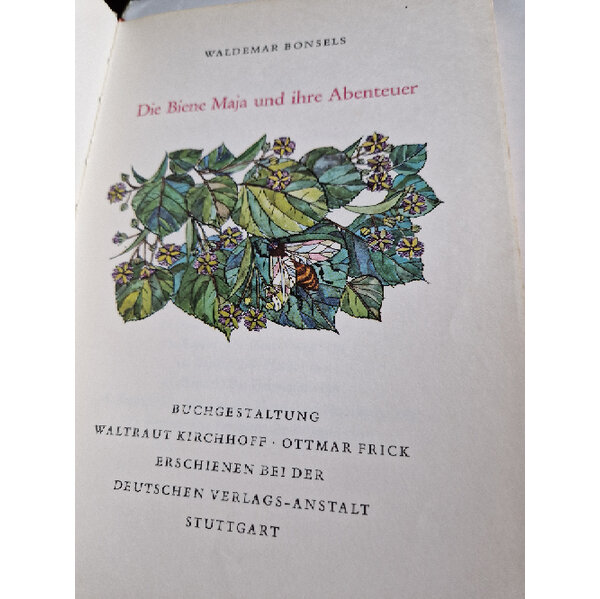 WALDEMAR BONSELS
Die Biene Maja und ihre Abenteuer
BUCHGESTALTUNG
WALTRAUT KIRCHHOFF · OTTMAR FRICK
ERSCHIENEN BEI DER
DEUTSCHEN VERLAGS-ANSTALT
STUTTGART